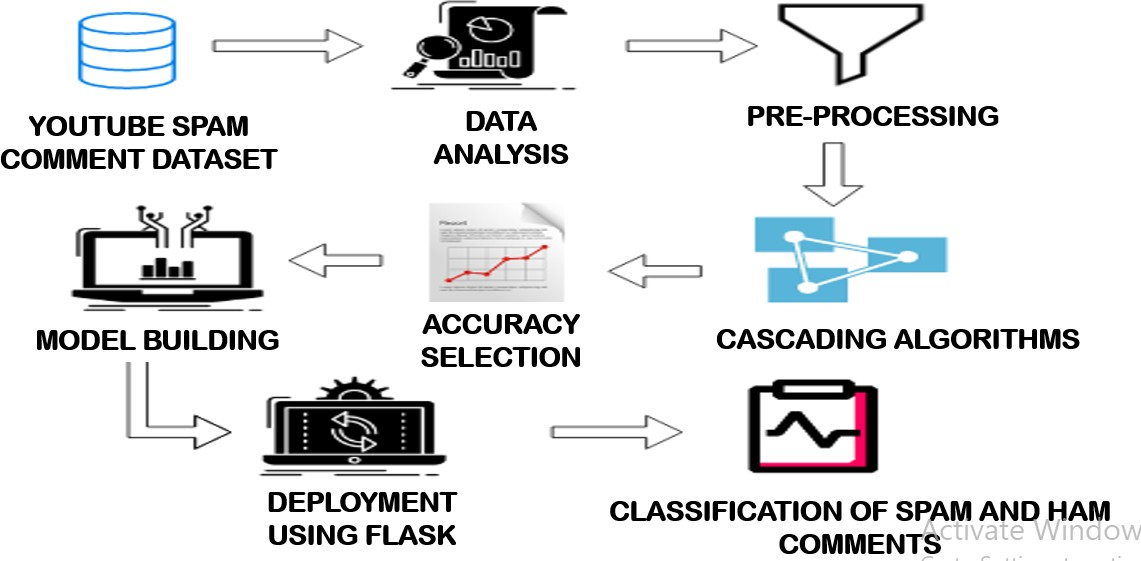 YOUTUBE SPAM
COMMENT DATASET
DATA
ANALYSIS
PRE-PROCESSING
MODEL BUILDING
Report
ACCURACY
SELECTION
CASCADING ALGORITHMS
DEPLOYMENT
USING FLASK
CLASSIFICATION OF SPAM AND HAM
COMMENTS
Activate Window